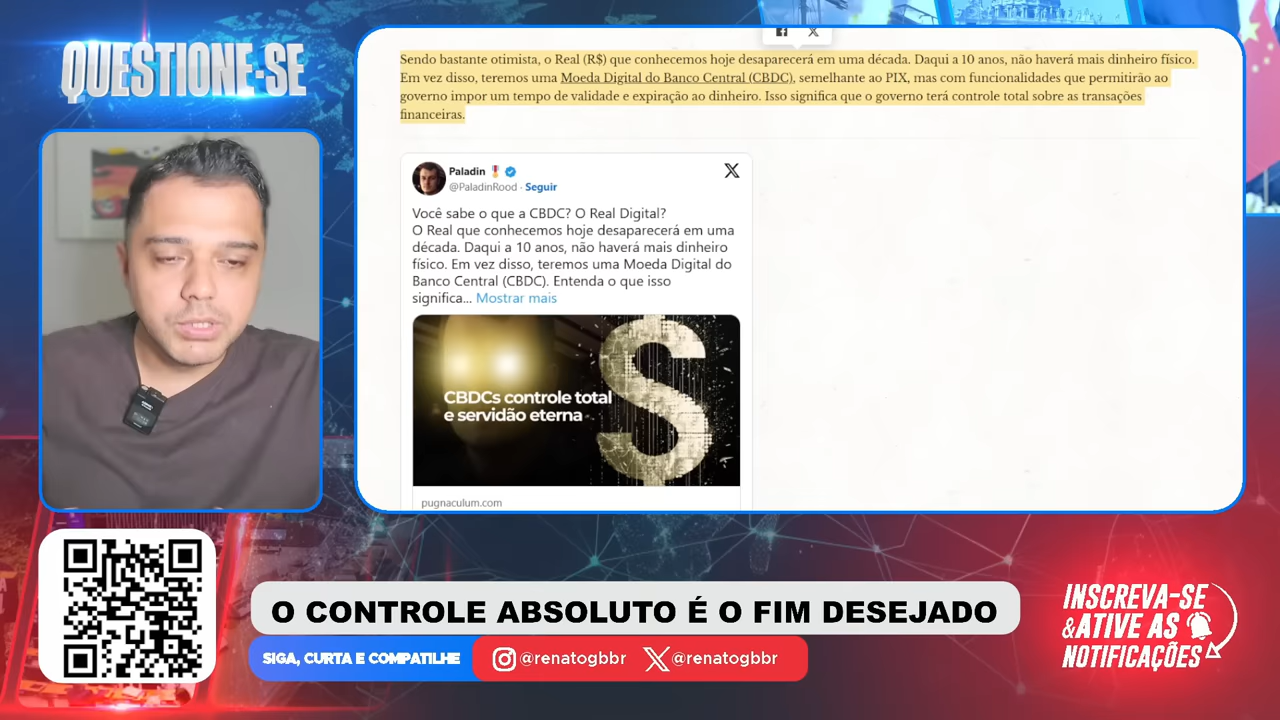 QUESTIONE-SE
Sendo bastante otimista, o Real (R$) que conhecemos hoje desaparecerá em uma década. Daqui a 10 anos, não haverá mais dinheiro físico.
Em vez disso, teremos uma Moeda Digital do Banco Central (CBDC), semelhante ao PIX, mas com funcionalidades que permitirão ao
governo impor um tempo de validade e expiração ao dinheiro. Isso significa que o governo terá controle total sobre as transações
financeiras.
Paladin
@PaladinRood · Seguir
Você sabe o que a CBDC? O Real Digital?
O Real que conhecemos hoje desaparecerá em uma
década. Daqui a 10 anos, não haverá mais dinheiro
físico. Em vez disso, teremos uma Moeda Digital do
Banco Central (CBDC). Entenda o que isso
significa... Mostrar mais
CBDCs controle total
e servidão eterna
pugnaculum.com
O CONTROLE ABSOLUTO É O FIM DESEJADO
SIGA, CURTA E COMPATILHE
@renatogbbr
@renatogbbr
INSCREVA-SE
&ATIVE AS
NOTIFICAÇÕES